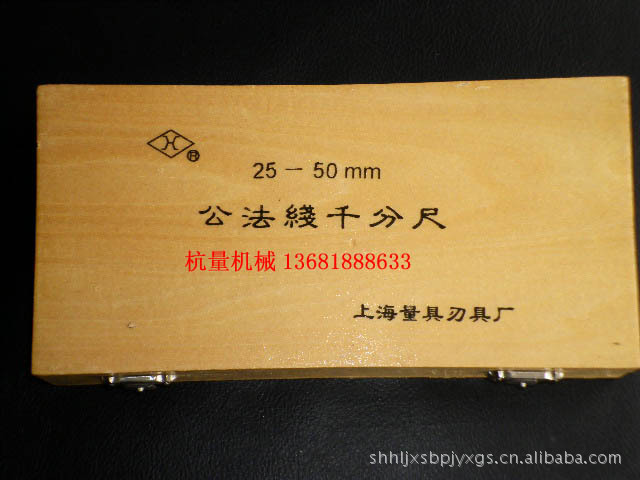 25 — 50 mm
公法綫千分尺
杭量机械 13681888633
上海量具刃具厂
shhljxsbpjyxgs.cn.alibaba.com